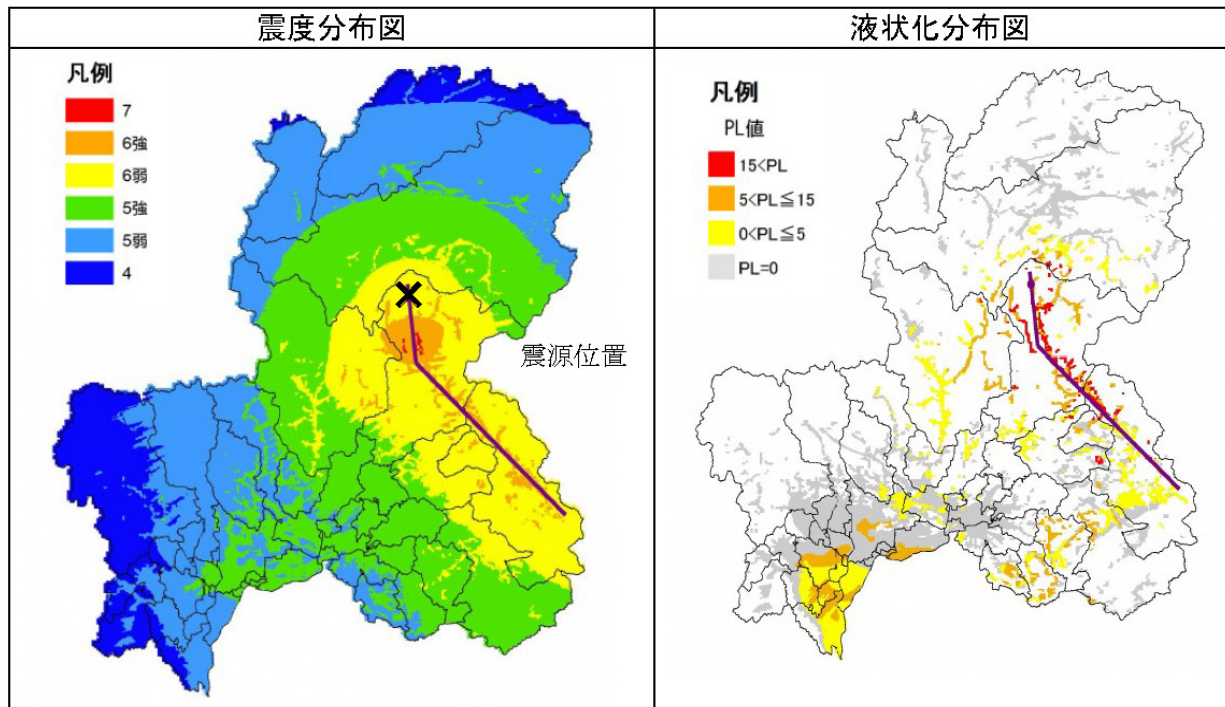 震度分布図
液状化分布図
凡例
7
6強
6弱
5強
5弱
4
震源位置
凡例
PL値
15<PL
5<PL≦15
0<PL≦5
PL=0